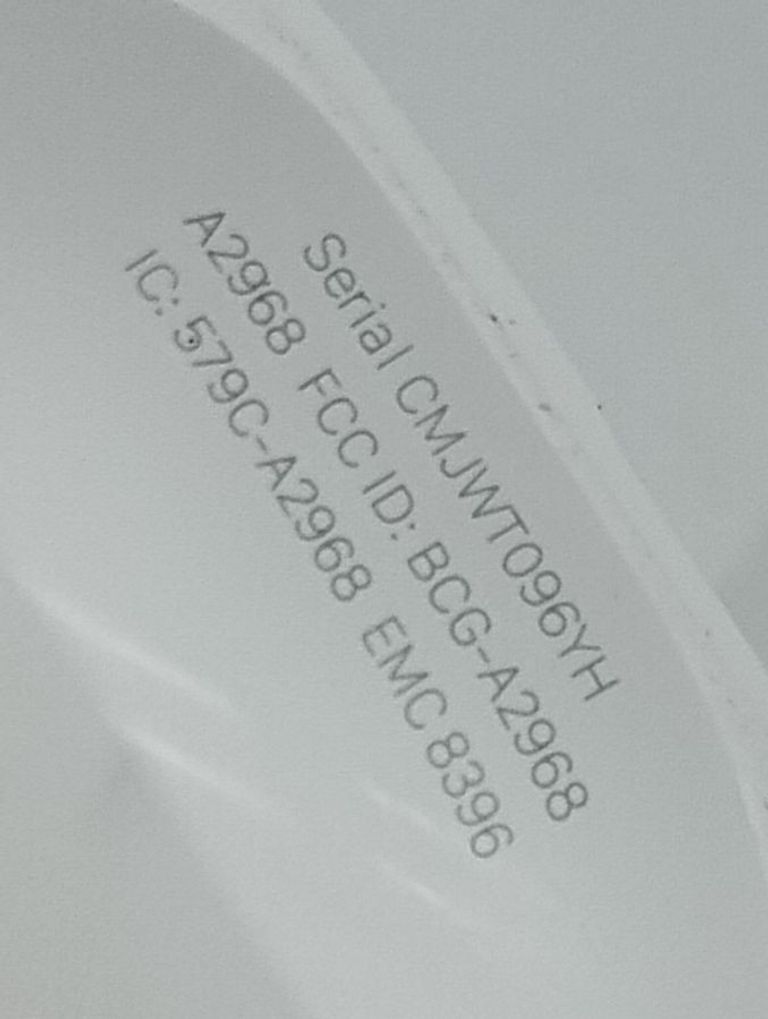 Serial CMJWT096YH
A2968 FCC ID: BCG-A2968
IC: 579C-A2968 EMC 8396